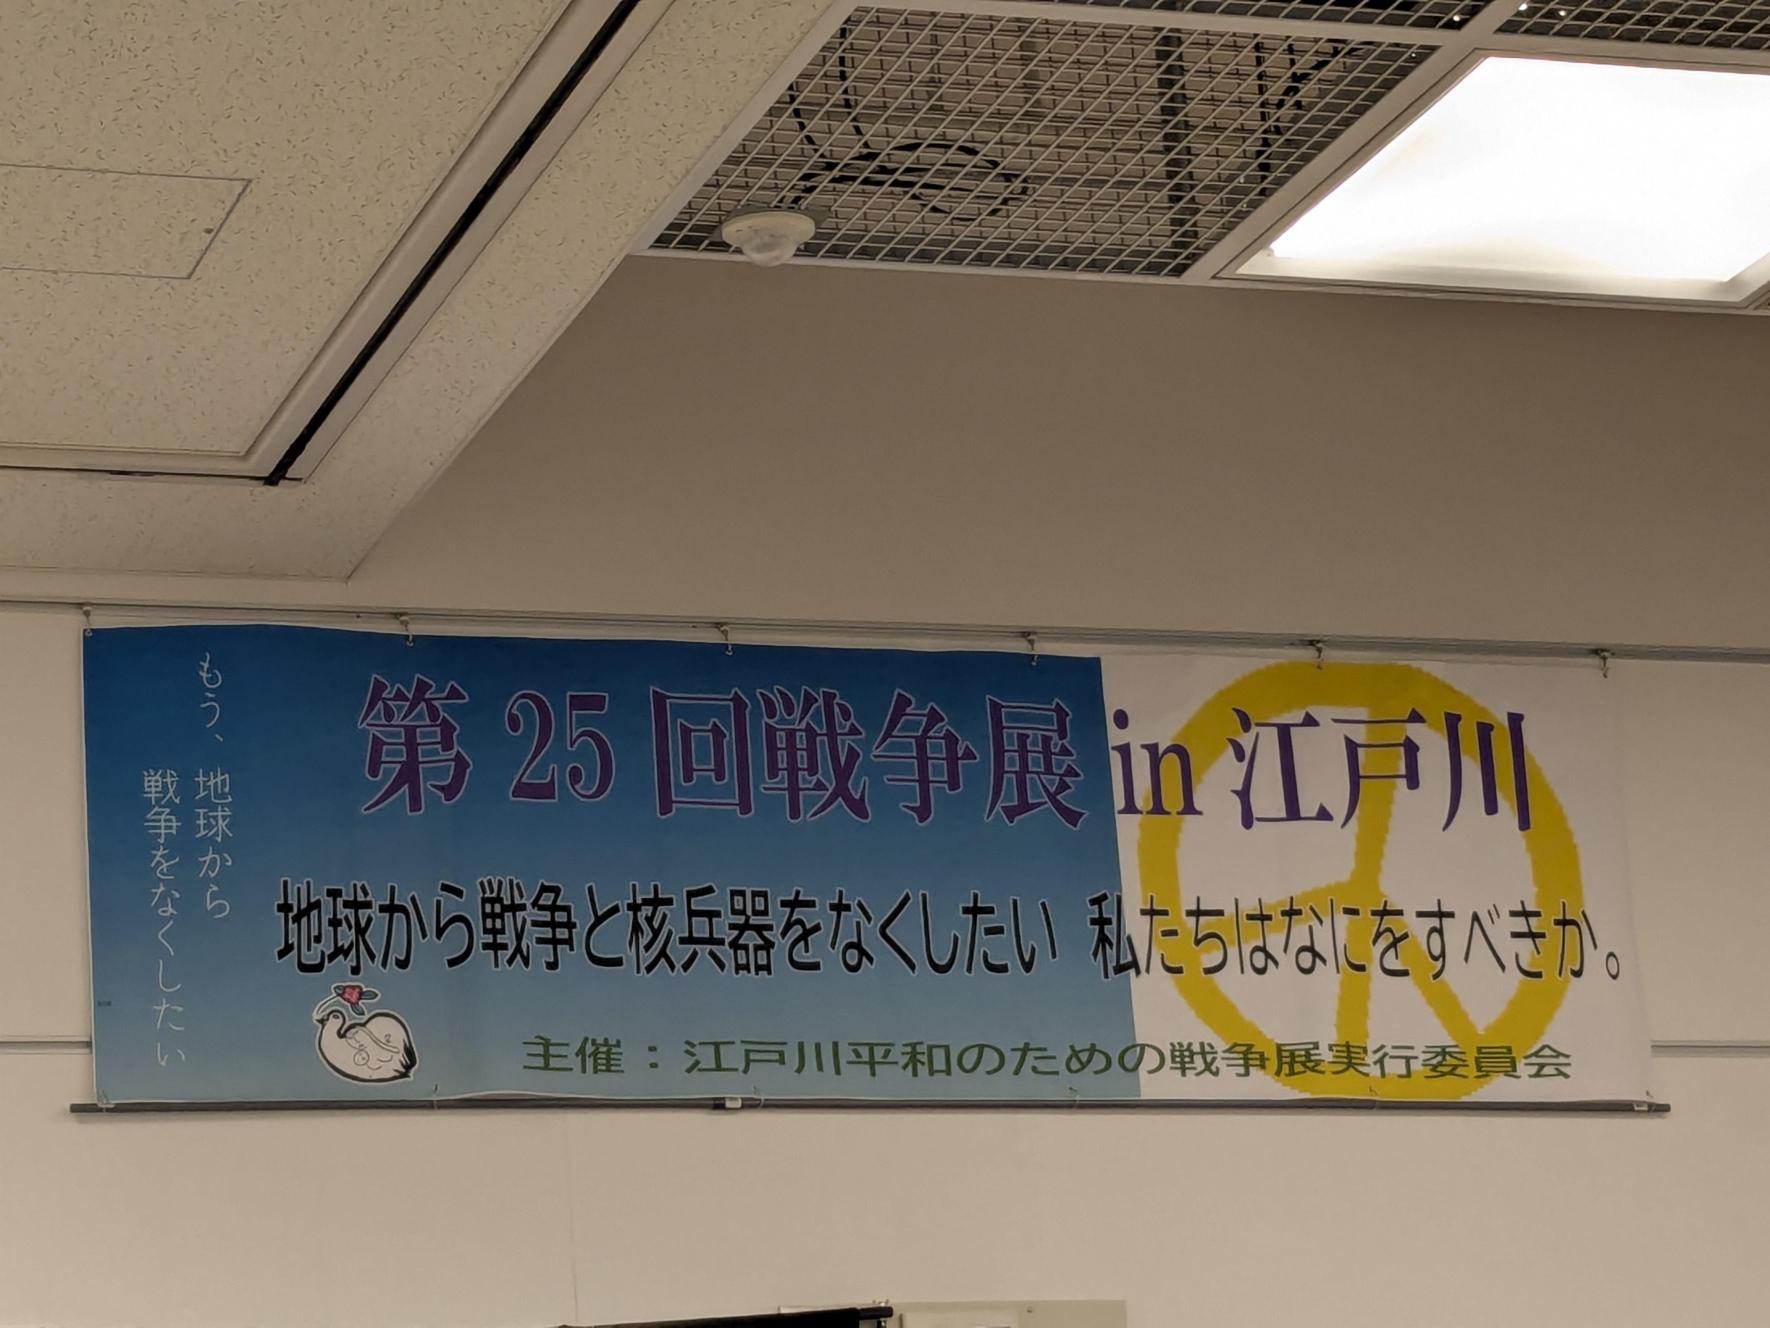 第25回戦争展in江戸川
地球から戦争と核兵器をなくしたい 私たちはなにをすべきか。
主催：江戸川平和のための戦争展実行委員会
もう、地球から
戦争をなくしたい